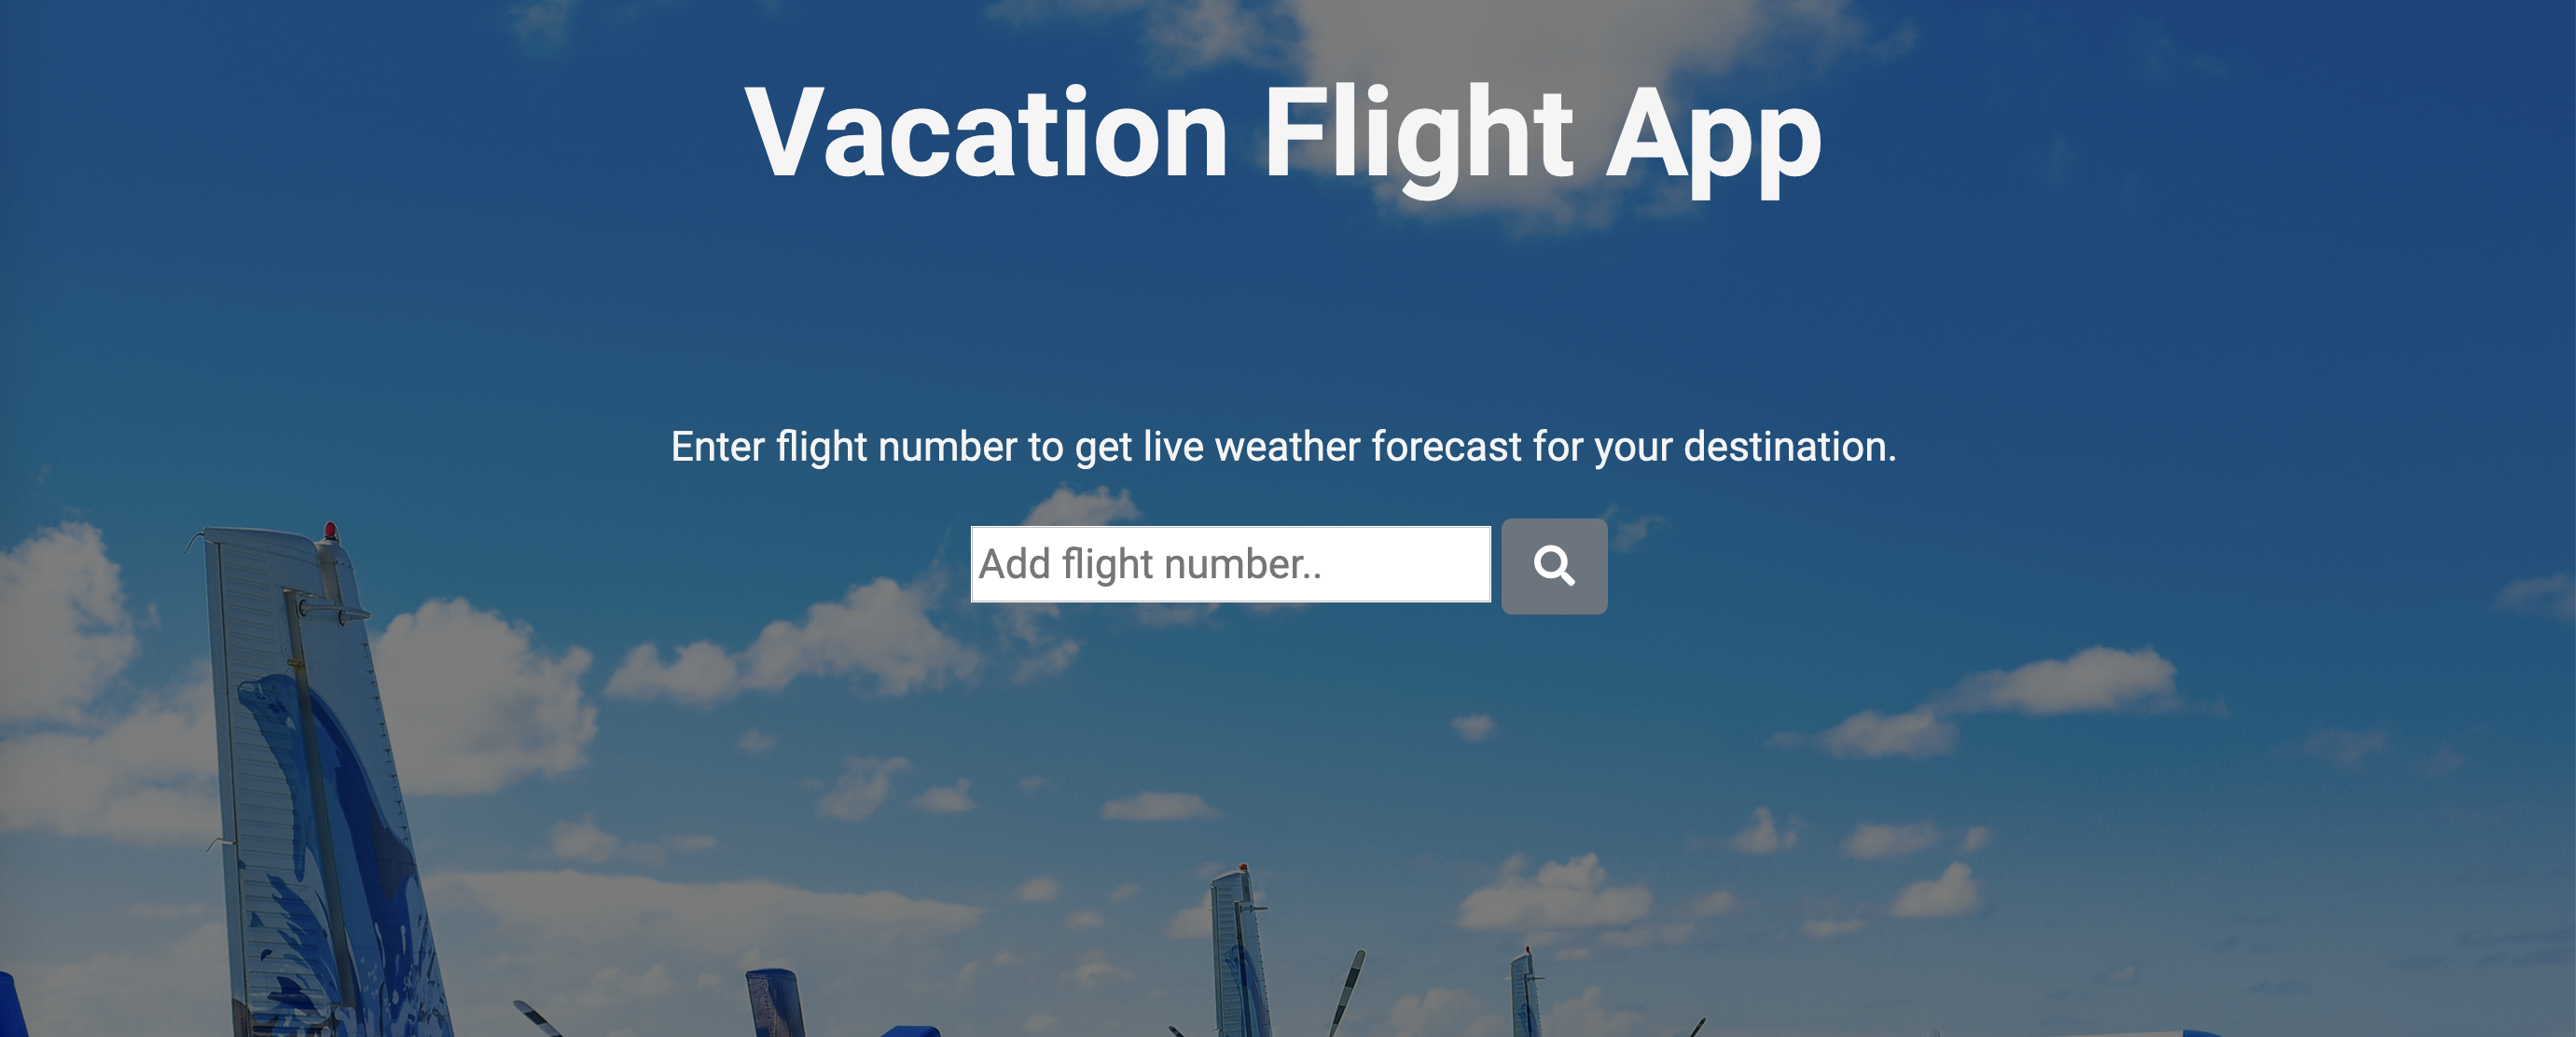 Vacation Flight App
Enter flight number to get live weather forecast for your destination.
Add flight number..